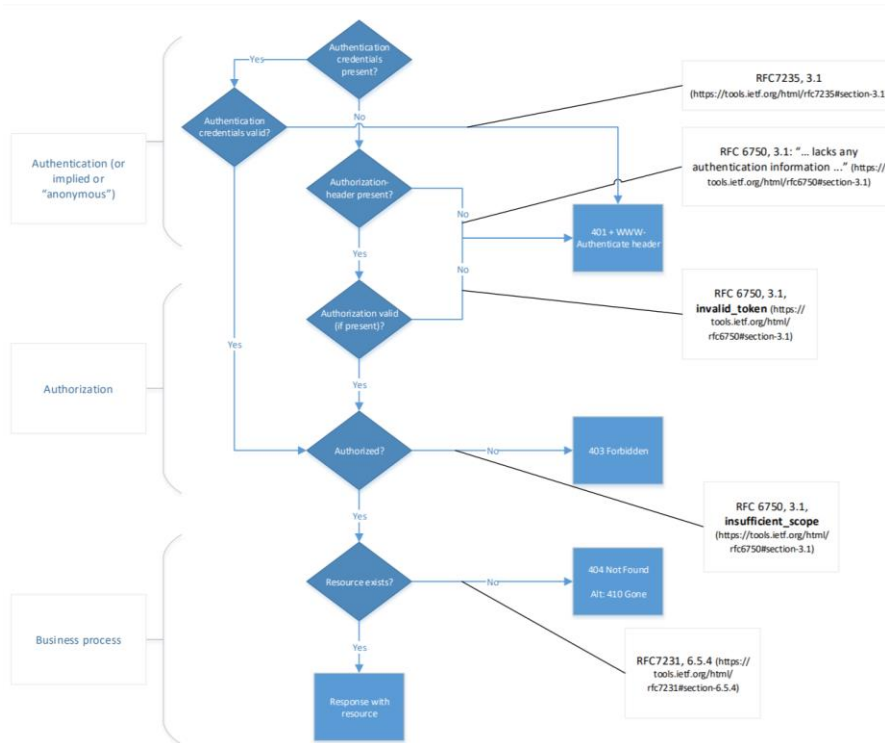 Authentication
credentials
present?
Yes
RFC7235, 3.1
(https://tools.ietf.org/html/rfc7235#section-3.1
Authentication
credentials valid?
No
Authentication (or
implied or
"anonymous")
RFC 6750, 3.1: "... lacks any
authentication information ..." (https://
tools.ietf.org/html/rfc6750#section-3.1)
Authorization-
header present?
No
401 + WWW-
Authenticate header
Yes
No
RFC 6750, 3.1,
invalid_token (https://
tools.ietf.org/html/
rfc6750#section-3.1)
Authorization valid
(if present)?
Yes
Authorization
Yes
Authorized?
No
403 Forbidden
RFC 6750, 3.1,
insufficient_scope
(https://tools.ietf.org/html/
rfc6750#section-3.1)
Yes
Resource exists?
No
404 Not Found
Alt: 410 Gone
Business process
Yes
RFC7231, 6.5.4 (https://
tools.ietf.org/html/
rfc7231#section-6.5.4)
Response with
resource